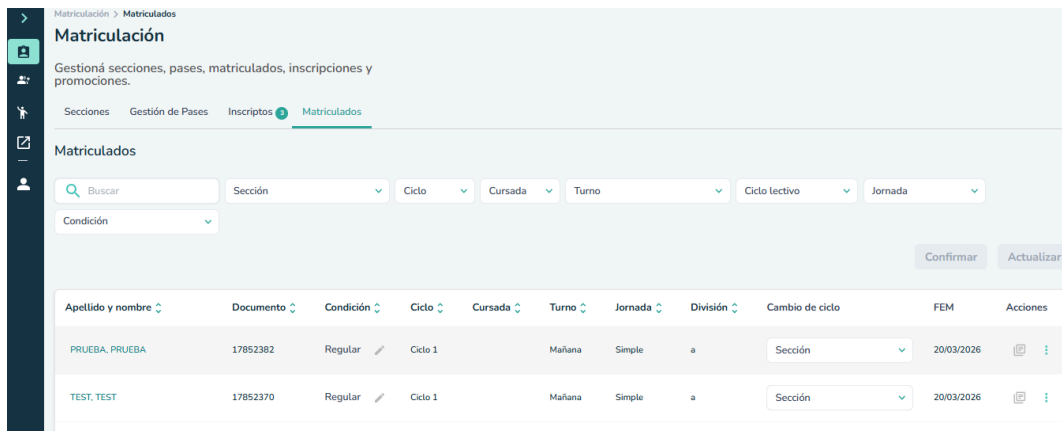 Matriculación > Matriculados
Matriculación
Gestioná secciones, pases, matriculados, inscripciones y
promociones.
Secciones Gestión de Pases Inscriptos 3 Matriculados
Matriculados
Buscar Sección Ciclo Cursada Turno Ciclo lectivo Jornada
Condición
Confirmar Actualizar
Apellido y nombre Documento Condición Ciclo Cursada Turno Jornada División Cambio de ciclo FEM Acciones
PRUEBA, PRUEBA 17852382 Regular Ciclo 1 Mañana Simple a Sección 20/03/2026
TEST, TEST 17852370 Regular Ciclo 1 Mañana Simple a Sección 20/03/2026